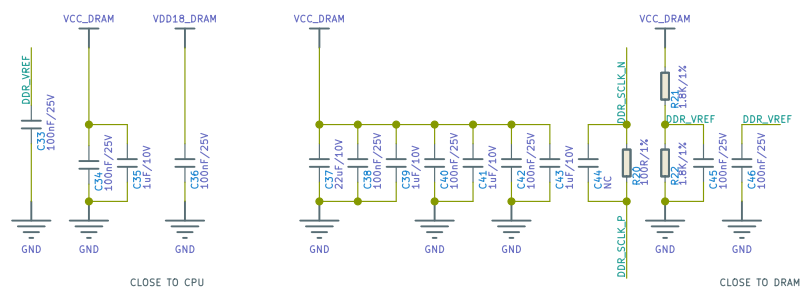 VCC_DRAM
VDD18_DRAM
VCC_DRAM
VCC_DRAM
DDR_VREF
C33
100nF/25V
C34
100nF/25V
C35
1uF/10V
C36
100nF/25V
C37
22uF/10V
C38
100nF/25V
C39
1uF/10V
C40
100nF/25V
C41
1uF/10V
C42
100nF/25V
C43
1uF/10V
C44
NC
DDR_SCLK_N
R20
100R/1%
DDR_SCLK_P
R21
1.8K/1%
DDR_VREF
R22
1.8K/1%
C45
100nF/25V
DDR_VREF
C46
100nF/25V
GND
GND
GND
GND
GND
GND
GND
GND
CLOSE TO CPU
CLOSE TO DRAM